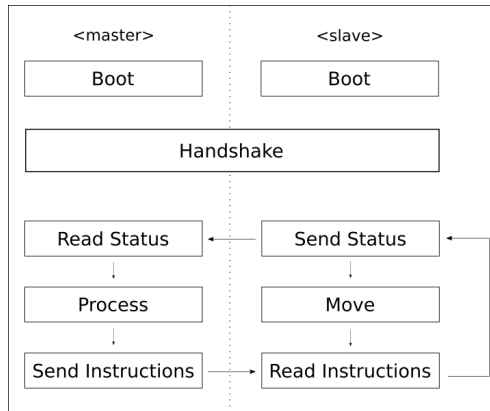 <master>
<slave>
Boot
Boot
Handshake
Read Status
Send Status
Process
Move
Send Instructions
Read Instructions